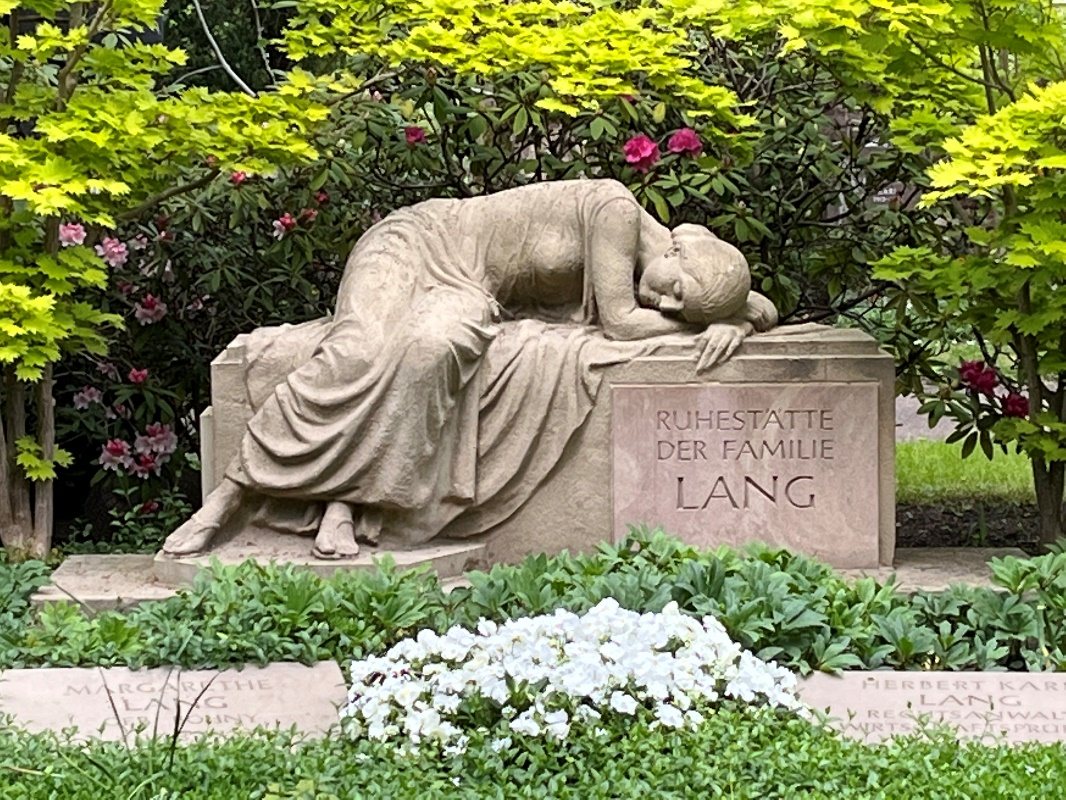 RUHESTÄTTE
DER FAMILIE
LANG
MARGARETHE
LANG
HERBERT KARL
LANG
RECHTSANWALT